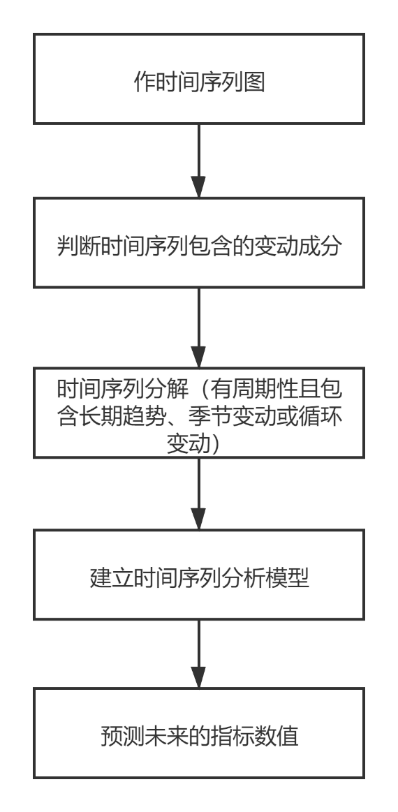 作时间序列图
判断时间序列包含的变动成分
时间序列分解（有周期性且包
含长期趋势、季节变动或循环
变动）
建立时间序列分析模型
预测未来的指标数值